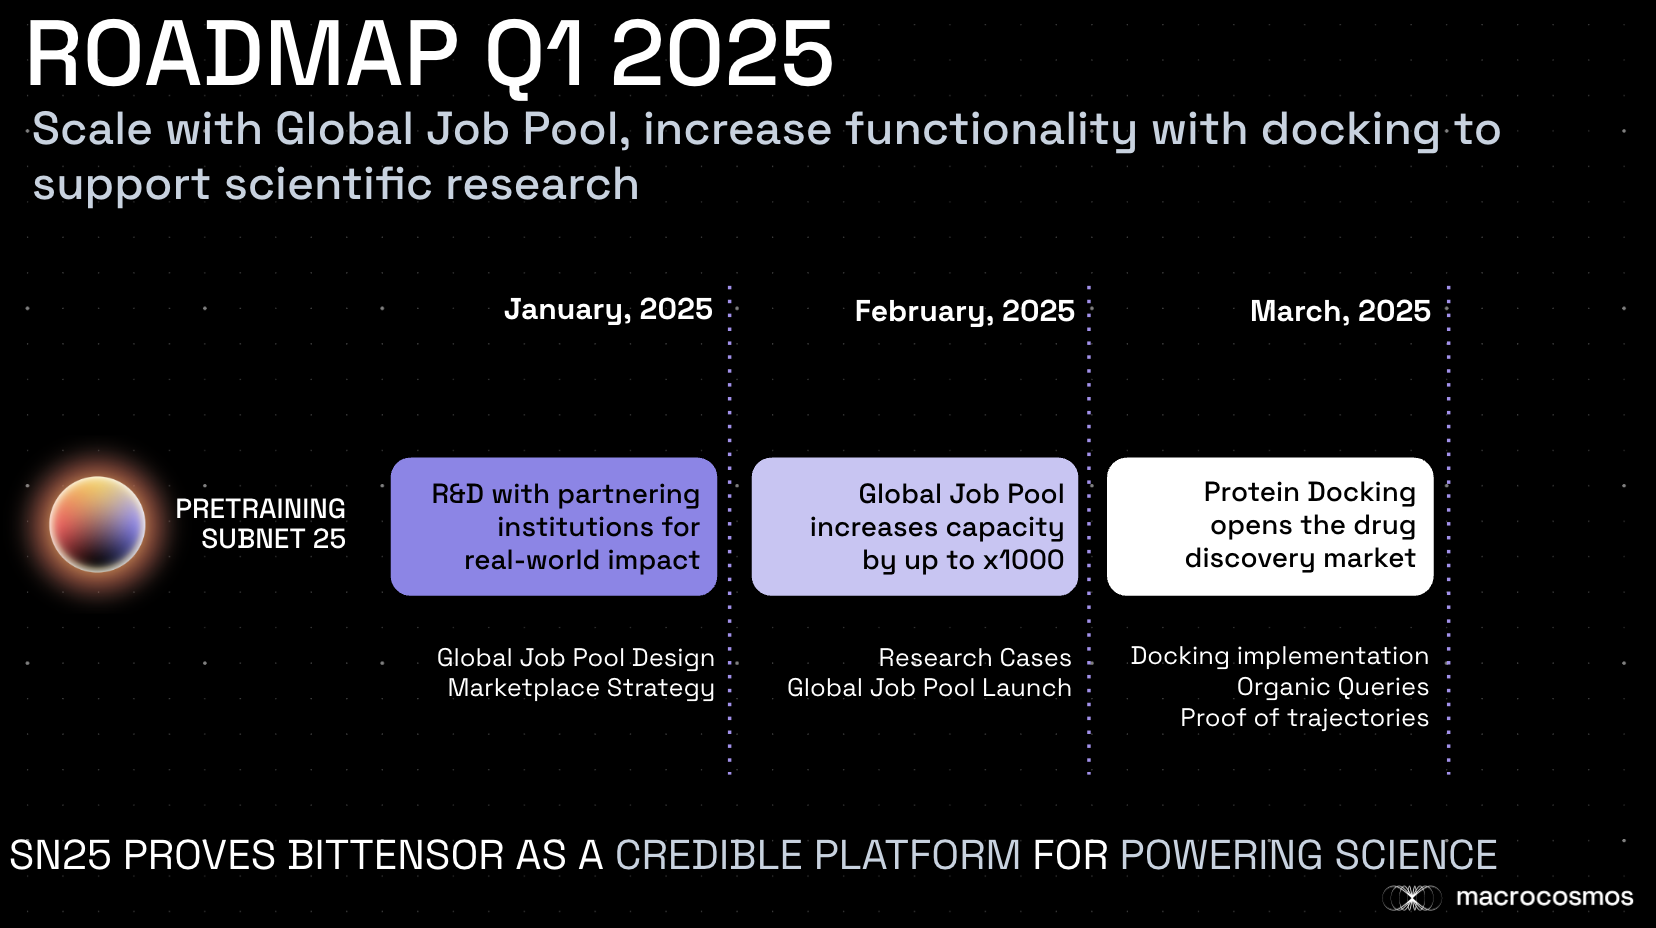 ROADMAP Q1 2025
Scale with Global Job Pool, increase functionality with docking to
support scientific research
January, 2025
February, 2025
March, 2025
PRETRAINING
SUBNET 25
R&D with partnering
institutions for
real-world impact
Global Job Pool
increases capacity
by up to x1000
Protein Docking
opens the drug
discovery market
Global Job Pool Design
Marketplace Strategy
Research Cases
Global Job Pool Launch
Docking implementation
Organic Queries
Proof of trajectories
SN25 PROVES BITTENSOR AS A CREDIBLE PLATFORM FOR POWERING SCIENCE
macrocosmos